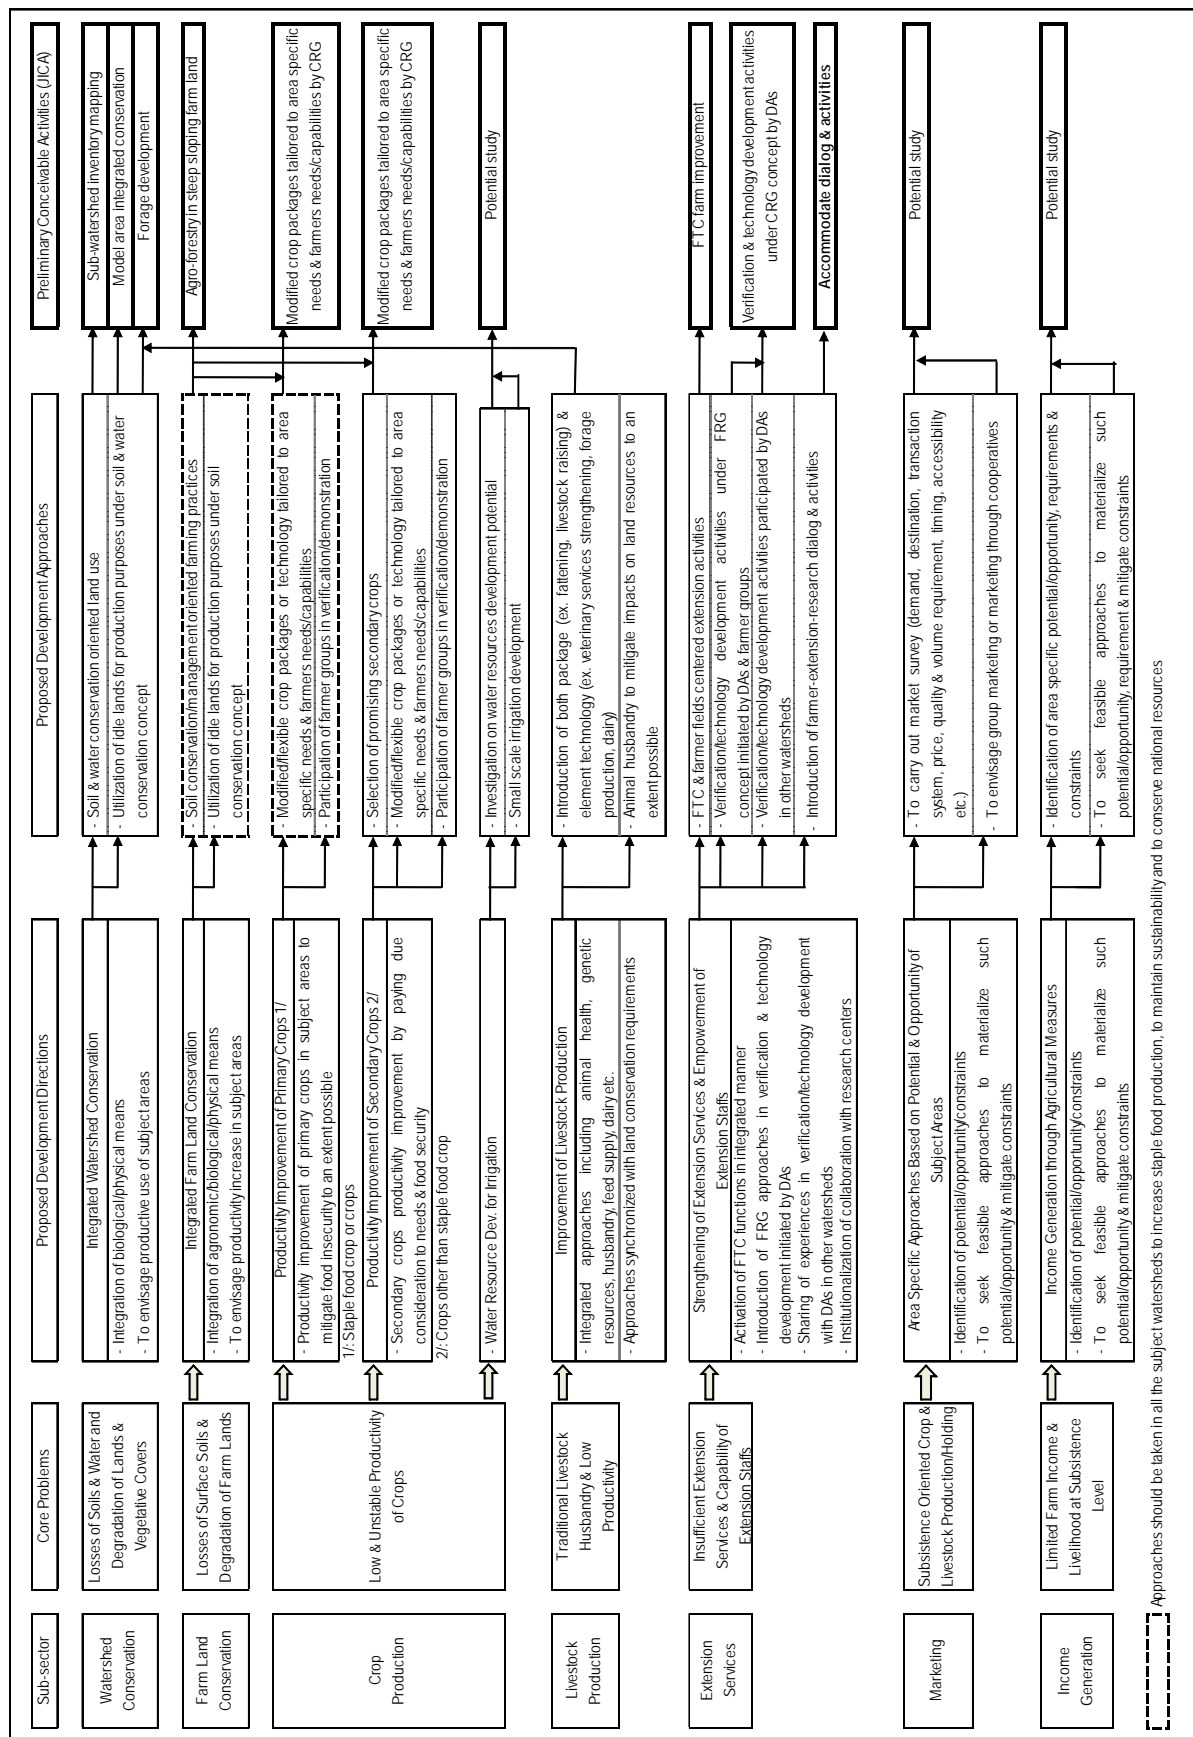 Sub-sector
Core Problems
Proposed Development Directions
Proposed Development Approaches
Preliminary Conceivable Activities (JICA)
Watershed
Conservation
Losses of Soils & Water and
Degradation of Lands &
Vegetative Covers
Integrated Watershed Conservation
- Integration of biological/physical means
- To envisage productive use of subject areas
- Soil & water conservation oriented land use
- Utilization of idle lands for production purposes under soil & water
conservation concept
Sub-watershed inventory mapping
Model area integrated conservation
Forage development
Farm Land
Conservation
Losses of Surface Soils &
Degradation of Farm Lands
Integrated Farm Land Conservation
- Integration of agronomic/biological/physical means
- To envisage productivity increase in subject areas
- Soil conservation/management oriented farming practices
- Utilization of idle lands for production purposes under soil
conservation concept
Agro-forestry in steep sloping farm land
Crop
Production
Low & Unstable Productivity
of Crops
Productivity Improvement of Primary Crops 1/
- Productivity improvement of primary crops in subject areas to
mitigate food insecurity to an extent possible
1/: Staple food crop or crops
- Modified/flexible crop packages or technology tailored to area
specific needs & farmers needs/capabilities
- Participation of farmer groups in verification/demonstration
Modified crop packages tailored to area specific
needs & farmers needs/capabilities by CRG
Productivity Improvement of Secondary Crops 2/
- Secondary crops productivity improvement by paying due
consideration to needs & food security
2/: Crops other than staple food crop
- Selection of promising secondary crops
- Modified/flexible crop packages or technology tailored to area
specific needs & farmers needs/capabilities
- Participation of farmer groups in verification/demonstration
Modified crop packages tailored to area specific
needs & farmers needs/capabilities by CRG
- Water Resource Dev. for Irrigation
- Investigation on water resources development potential
- Small scale irrigation development
Potential study
Livestock
Production
Traditional Livestock
Husbandry & Low
Productivity
Improvement of Livestock Production
- Integrated approaches including animal health, genetic
resources, husbandry, feed supply, dairy etc.
- Approaches synchronized with land conservation requirements
- Introduction of both package (ex. fattening, livestock raising) &
element technology (ex. veterinary services strengthening, forage
production, dairy)
- Animal husbandry to mitigate impacts on land resources to an
extent possible
Extension
Services
Insufficient Extension
Services & Capability of
Extension Staffs
Strengthening of Extension Services & Empowerment of
Extension Staffs
- Activation of FTC functions in integrated manner
- Introduction of FRG approaches in verification & technology
development initiated by DAs
- Sharing of experiences in verification/technology development
with DAs in other watersheds
- Institutionalization of collaboration with research centers
- FTC & farmer fields centered extension activities
- Verification/technology development activities under FRG
concept initiated by DAs & farmer groups
- Verification/technology development activities participated by DAs
in other watersheds
- Introduction of farmer-extension-research dialog & activities
FTC farm improvement
Verification & technology development activities
under CRG concept by DAs
Accommodate dialog & activities
Marketing
Subsistence Oriented Crop &
Livestock Production/Holding
Area Specific Approaches Based on Potential & Opportunity of
Subject Areas
- Identification of potential/opportunity/constraints
- To seek feasible approaches to materialize such
potential/opportunity & mitigate constraints
- To carry out market survey (demand, destination, transaction
system, price, quality & volume requirement, timing, accessibility
etc.)
- To envisage group marketing or marketing through cooperatives
Potential study
Income
Generation
Limited Farm Income &
Livelihood at Subsistence
Level
Income Generation through Agricultural Measures
- Identification of potential/opportunity/constraints
- To seek feasible approaches to materialize such
potential/opportunity & mitigate constraints
- Identification of area specific potential/opportunity, requirements &
constraints
- To seek feasible approaches to materialize such
potential/opportunity, requirement & mitigate constraints
Potential study
Approaches should be taken in all the subject watersheds to increase staple food production, to maintain sustainability and to conserve national resources